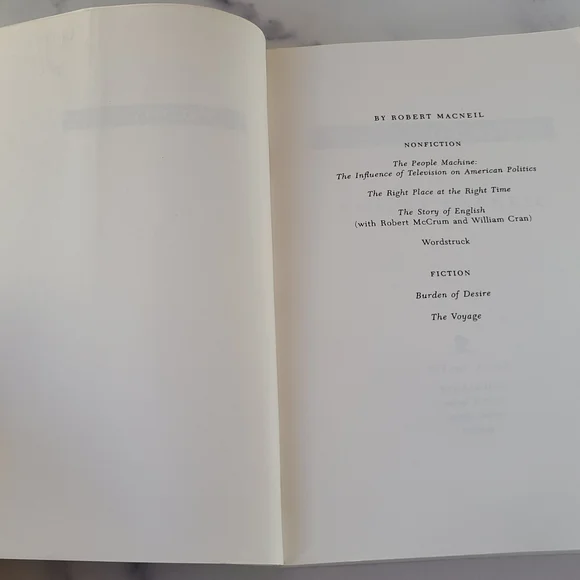 BY ROBERT MACNEIL
NONFICTION
The People Machine:
The Influence of Television on American Politics
The Right Place at the Right Time
The Story of English
(with Robert McCrum and William Cran)
Wordstruck
FICTION
Burden of Desire
The Voyage